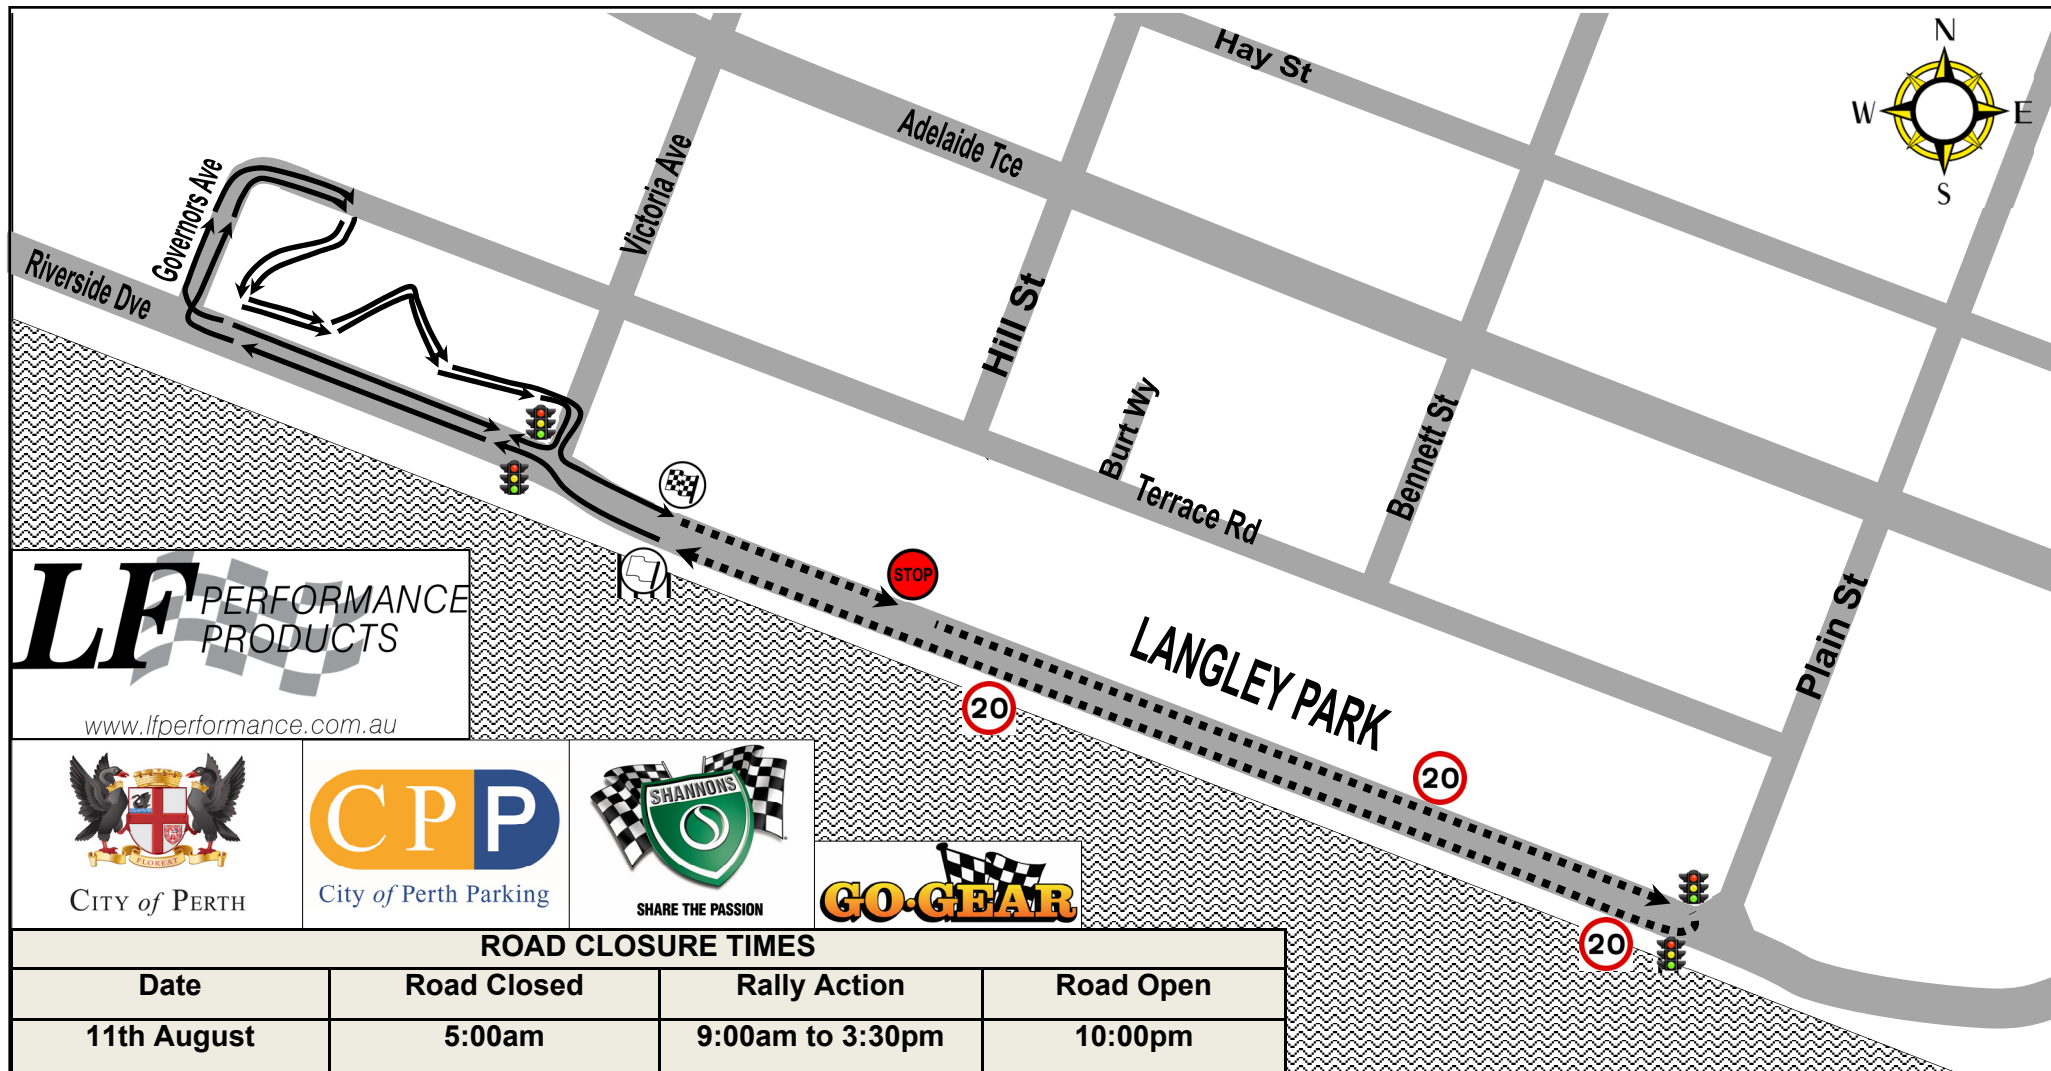 N
Hay St
W
E
Adelaide Tce
S
Victoria Ave
Governors Ave
Riverside Dve
Hill St
Burt Wy
Bennett St
Terrace Rd
STOP
Plain St
LANGLEY PARK
20
20
20
LF PERFORMANCE
PRODUCTS
www.lfperformance.com.au
FLOREAT
CITY of PERTH
CPP
City of Perth Parking
SHANNONS
S
SHARE THE PASSION
GO-GEAR
ROAD CLOSURE TIMES
Date Road Closed Rally Action Road Open
11th August 5:00am 9:00am to 3:30pm 10:00pm